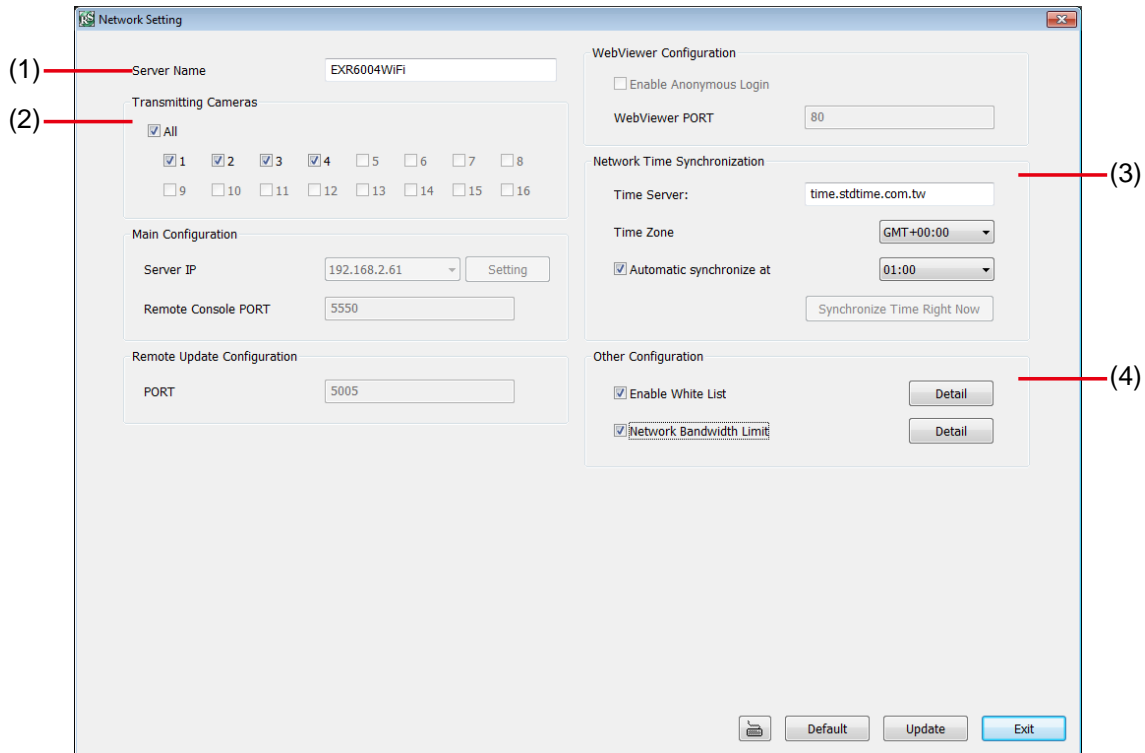 Network Setting
(1)
Server Name
EXR6004WiFi
(2)
Transmitting Cameras
All
1 2 3 4 5 6 7 8
9 10 11 12 13 14 15 16
Main Configuration
Server IP 192.168.2.61 Setting
Remote Console PORT 5550
Remote Update Configuration
PORT 5005
WebViewer Configuration
Enable Anonymous Login
WebViewer PORT 80
Network Time Synchronization
(3)
Time Server: time.stdtime.com.tw
Time Zone GMT+00:00
Automatic synchronize at 01:00
Synchronize Time Right Now
Other Configuration
(4)
Enable White List Detail
Network Bandwidth Limit Detail
Default Update Exit